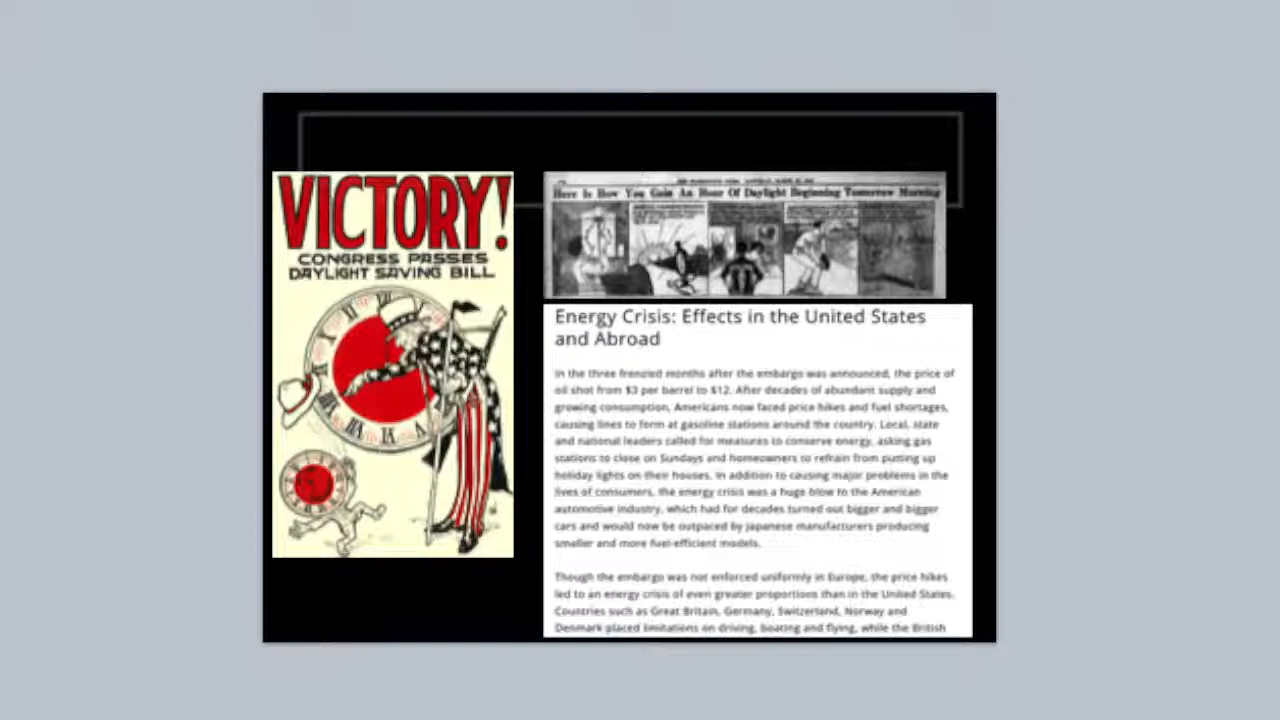 VICTORY!
CONGRESS PASSES
DAYLIGHT SAVING BILL
Here Is How You Gain An Hour Of Daylight Beginning Tomorrow Morning
Energy Crisis: Effects in the United States
and Abroad
In the three frenzied months after the embargo was announced, the price of
oil shot from $3 per barrel to $12. After decades of abundant supply and
growing consumption, Americans now faced price hikes and fuel shortages,
causing lines to form at gasoline stations around the country. Local, state
and national leaders called for measures to conserve energy, asking gas
stations to close on Sundays and homeowners to refrain from putting up
holiday lights on their houses. In addition to causing major problems in the
lives of consumers, the energy crisis was a huge blow to the American
automotive industry, which had for decades turned out bigger and bigger
cars and would now be outpaced by Japanese manufacturers producing
smaller and more fuel-efficient models.
Though the embargo was not enforced uniformly in Europe, the price hikes
led to an energy crisis of even greater proportions than in the United States.
Countries such as Great Britain, Germany, Switzerland, Norway and
Denmark placed limitations on driving, boating and flying, while the British